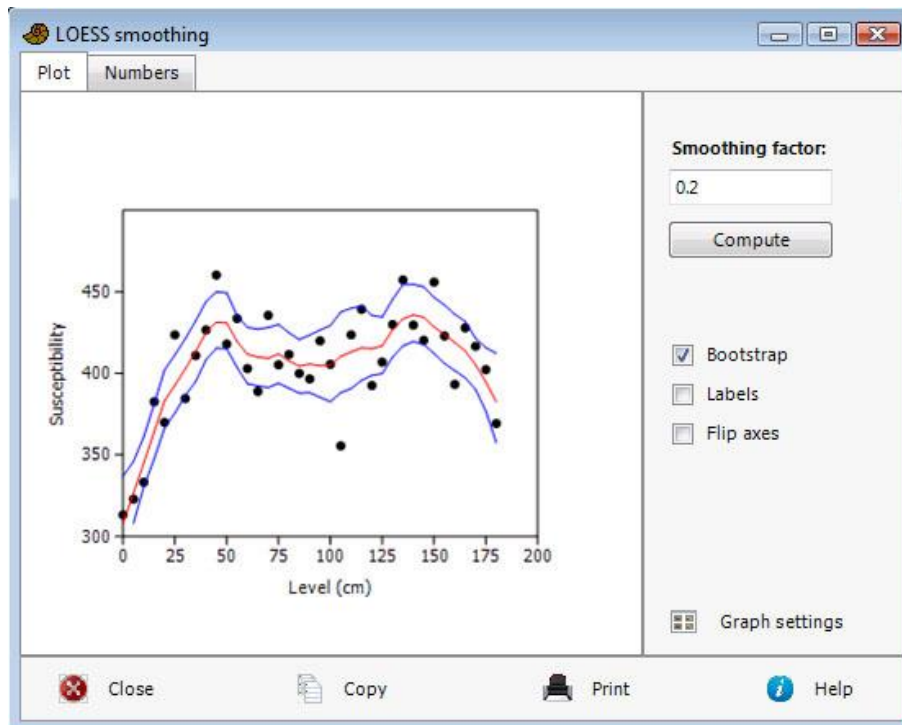 LOESS smoothing
Plot
Numbers
Smoothing factor:
0.2
Compute
Bootstrap
Labels
Flip axes
Graph settings
Susceptibility
450
400
350
300
0 25 50 75 100 125 150 175 200
Level (cm)
Close
Copy
Print
Help